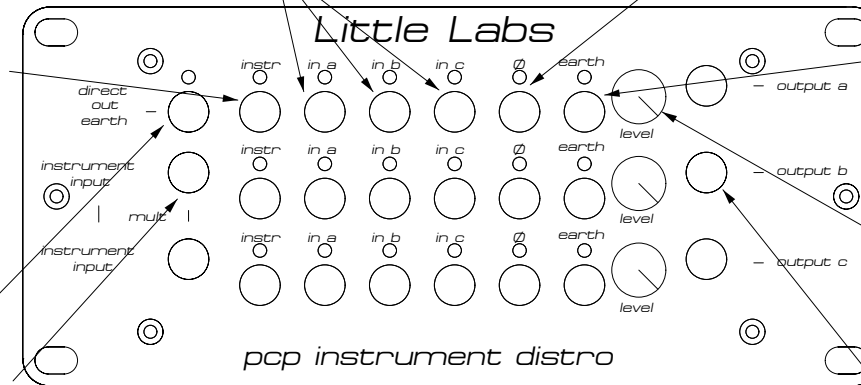 Little Labs
instr in a in b in c Ø earth
direct
out
earth
output a
level
instr in a in b in c Ø earth
instrument
input
output b
level
mult
instr in a in b in c Ø earth
instrument
input
output c
level
pcp instrument distro